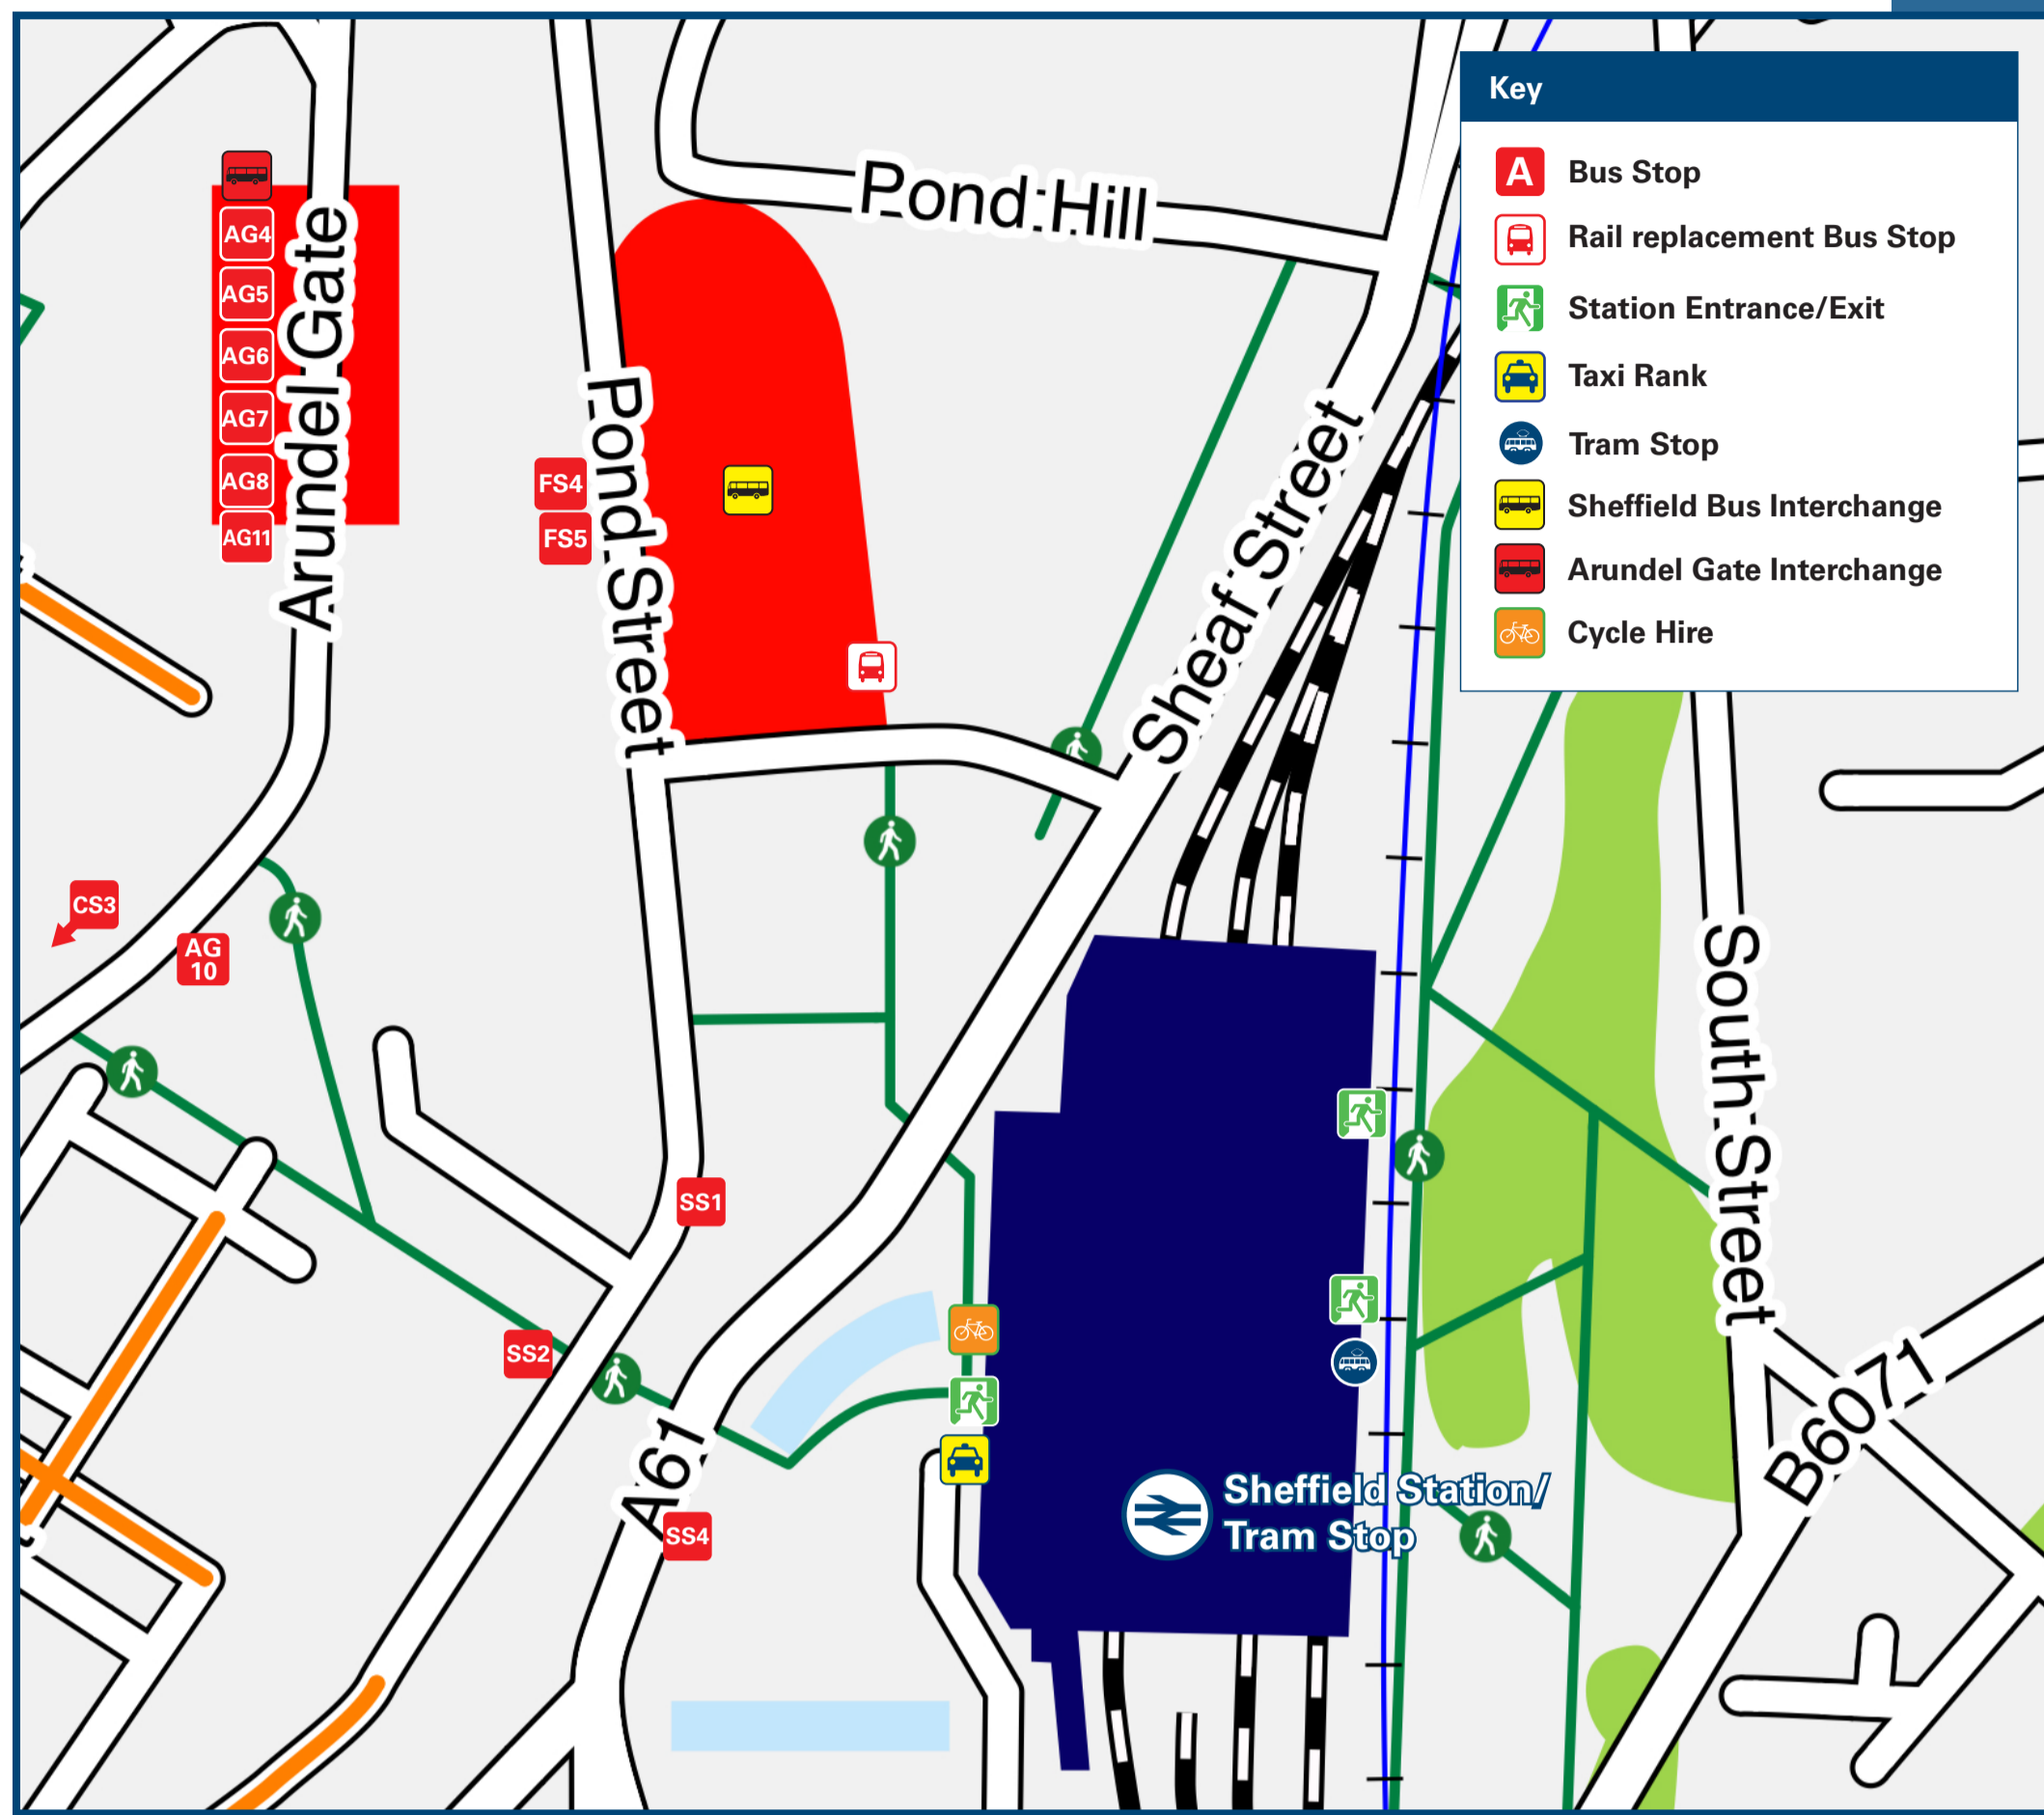 Key
A Bus Stop
Rail replacement Bus Stop
Station Entrance/Exit
Taxi Rank
Tram Stop
Sheffield Bus Interchange
Arundel Gate Interchange
Cycle Hire
Pond Hill
Arundel Gate
AG4
AG5
AG6
AG7
AG8
AG11
Pond Street
FS4
FS5
Sheaf Street
CS3
AG
10
South Street
SS1
SS2
A61
SS4
B6071
Sheffield Station/
Tram Stop